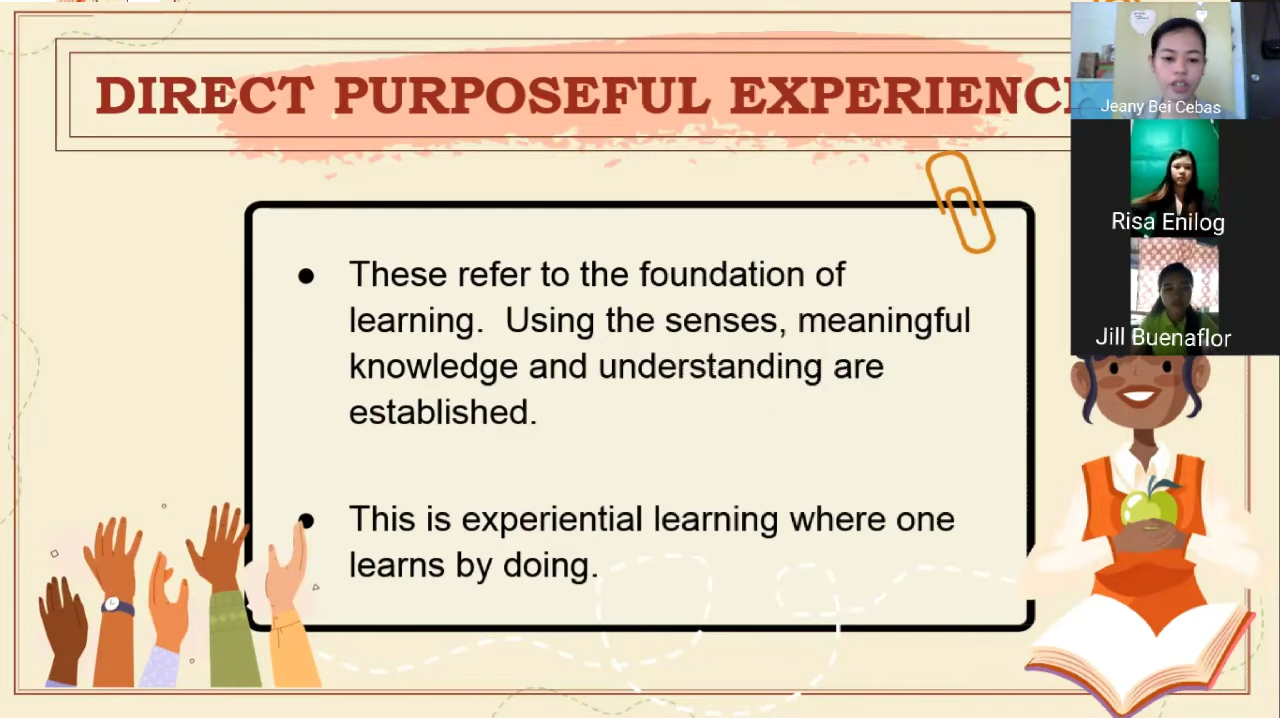 DIRECT PURPOSEFUL EXPERIENC
Jeany Bei Cebas
Risa Enilog
Jill Buenaflor
● These refer to the foundation of
learning. Using the senses, meaningful
knowledge and understanding are
established.
● This is experiential learning where one
learns by doing.